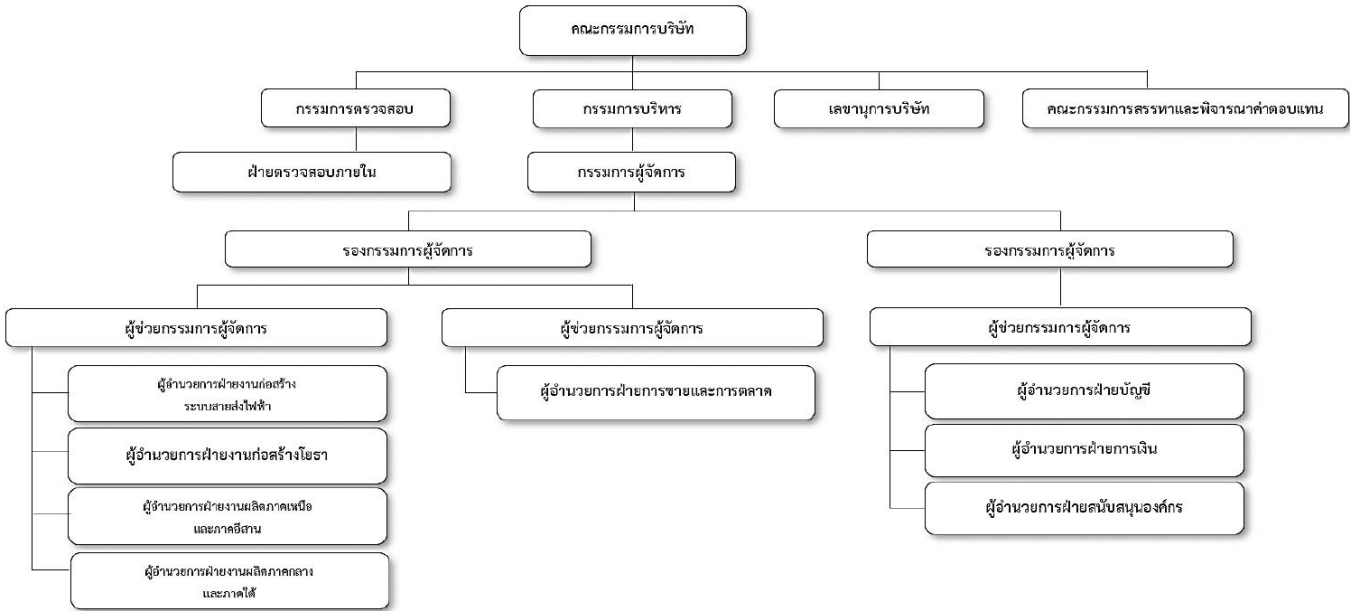 คณะกรรมการบริษัท
กรรมการตรวจสอบ
กรรมการบริหาร
เลขานุการบริษัท
คณะกรรมการสรรหาและพิจารณาค่าตอบแทน
ฝ่ายตรวจสอบภายใน
กรรมการผู้จัดการ
รองกรรมการผู้จัดการ
รองกรรมการผู้จัดการ
ผู้ช่วยกรรมการผู้จัดการ
ผู้ช่วยกรรมการผู้จัดการ
ผู้ช่วยกรรมการผู้จัดการ
ผู้อำนวยการฝ่ายงานก่อสร้าง
ระบบสายส่งไฟฟ้า
ผู้อำนวยการฝ่ายงานก่อสร้างโยธา
ผู้อำนวยการฝ่ายงานผลิตภาคเหนือ
และภาคอีสาน
ผู้อำนวยการฝ่ายงานผลิตภาคกลาง
และภาคใต้
ผู้อำนวยการฝ่ายการขายและการตลาด
ผู้อำนวยการฝ่ายบัญชี
ผู้อำนวยการฝ่ายการเงิน
ผู้อำนวยการฝ่ายสนับสนุนองค์กร